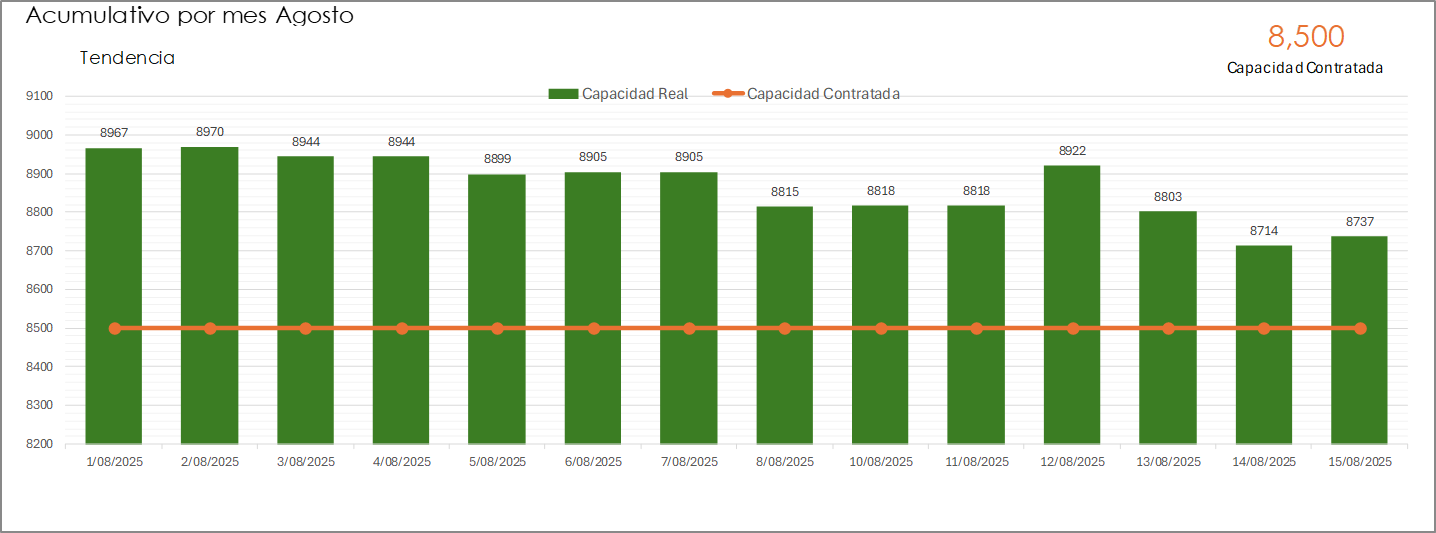 Acumulativo por mes Agosto
8,500
Tendencia
Capacidad Contratada
Capacidad Real Capacidad Contratada
9100
9000
8900
8800
8700
8600
8500
8400
8300
8200
8967 8970 8944 8944 8899 8905 8905 8815 8818 8818 8922 8803 8714 8737
1/08/2025 2/08/2025 3/08/2025 4/08/2025 5/08/2025 6/08/2025 7/08/2025 8/08/2025 10/08/2025 11/08/2025 12/08/2025 13/08/2025 14/08/2025 15/08/2025